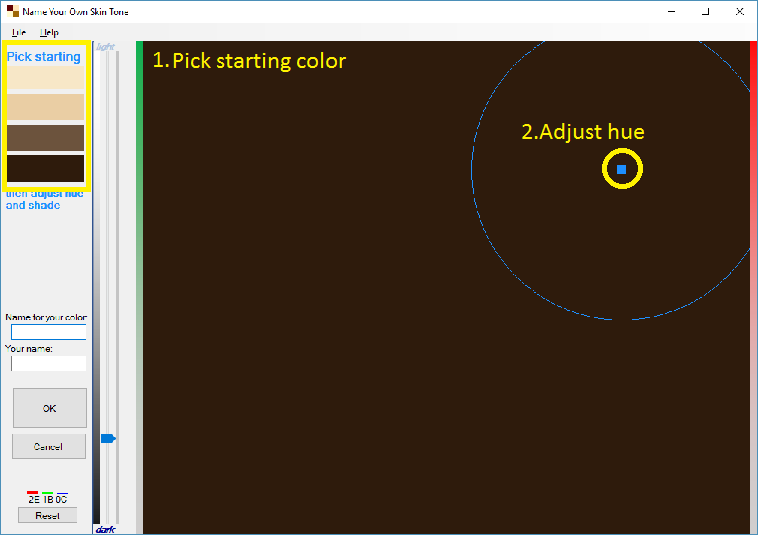 Name Your Own Skin Tone
File Help
Pick starting
then adjust hue
and shade
Name for your color:
Your name:
OK
Cancel
2E 1B 0C
Reset
light
dark
1. Pick starting color
2.Adjust hue